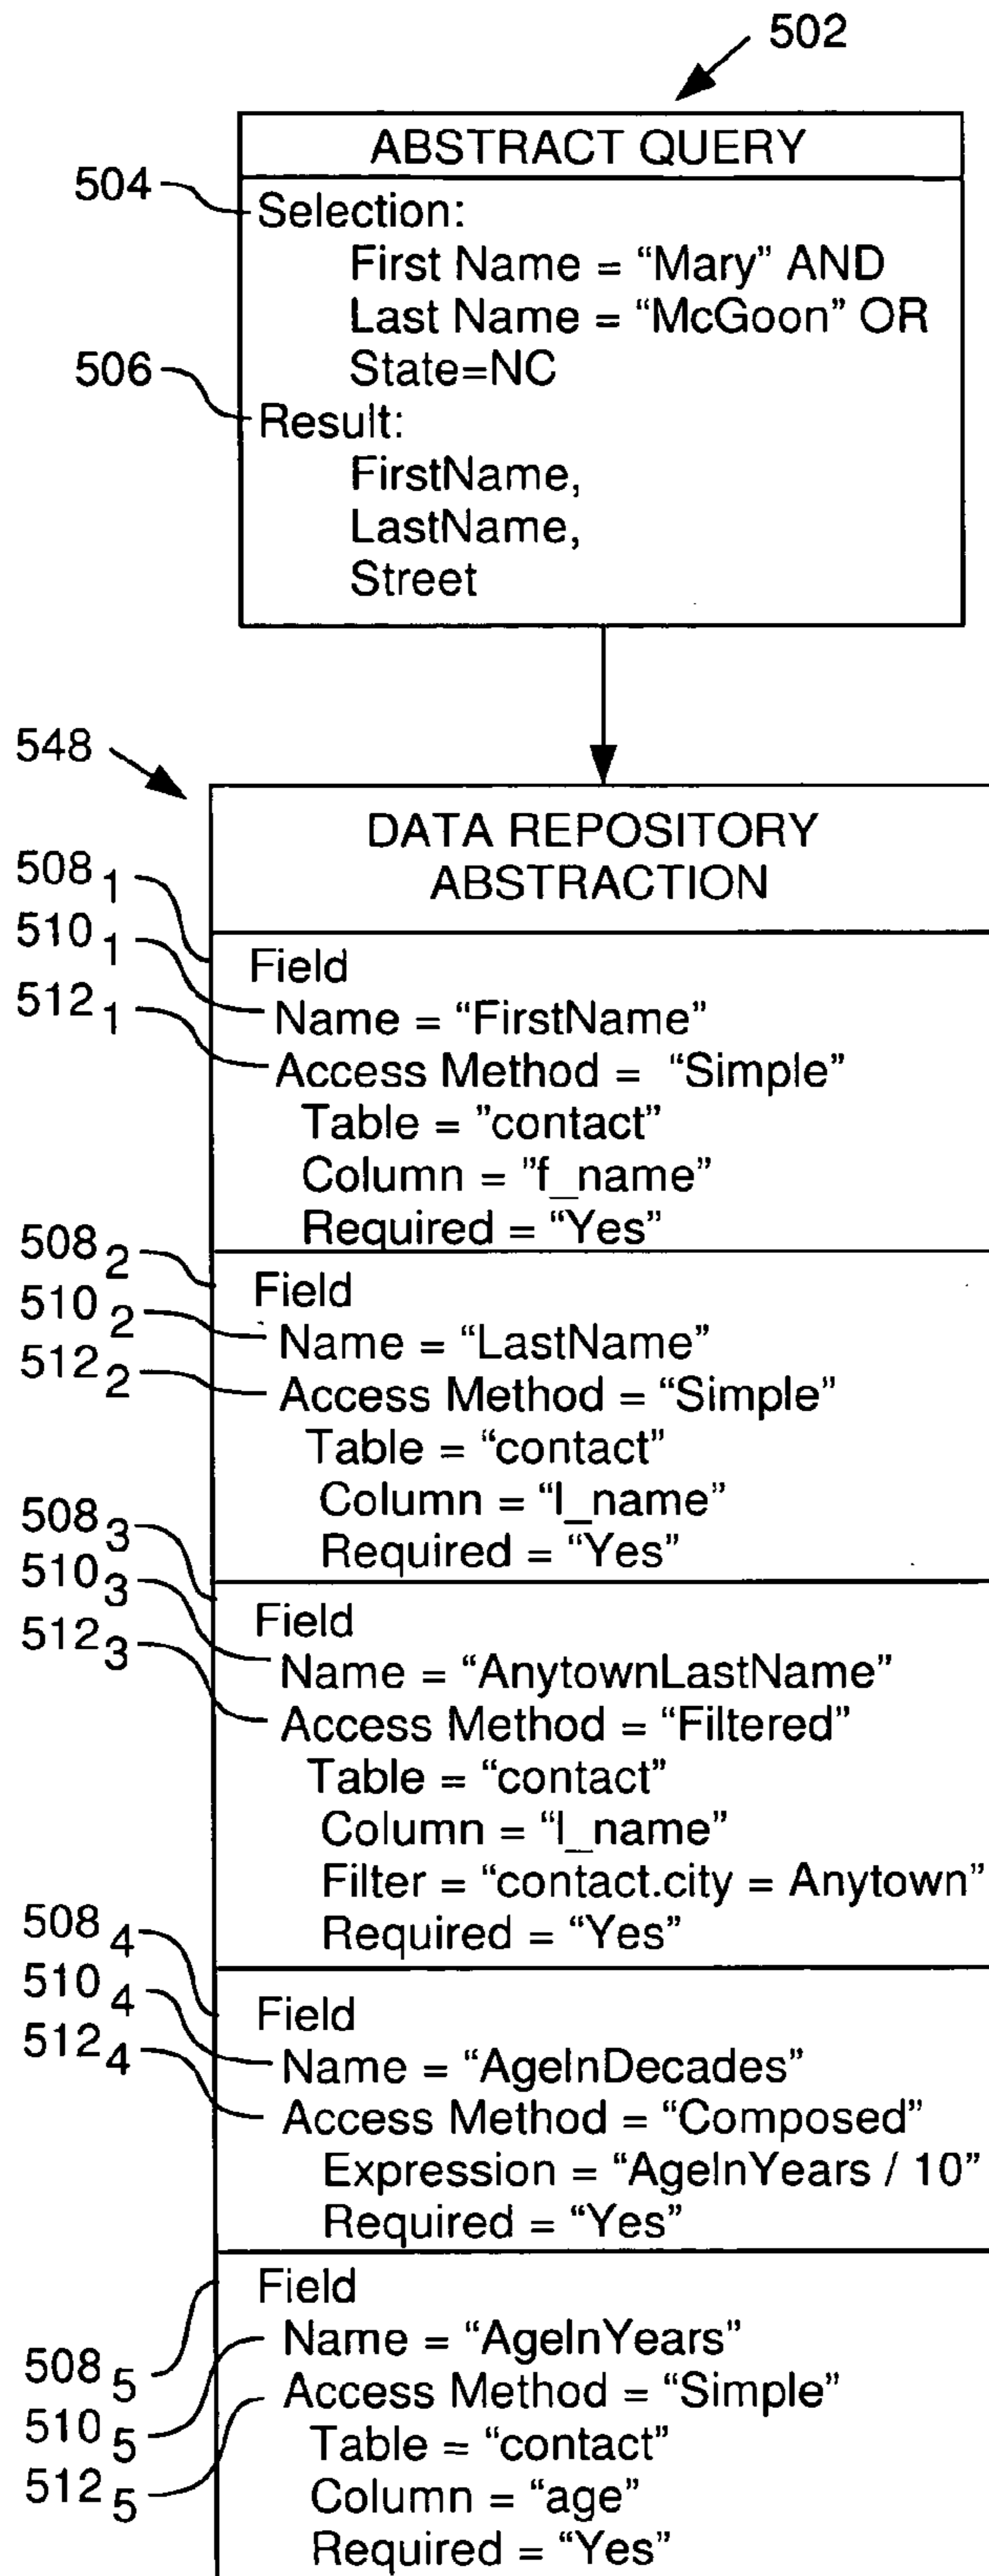 502
ABSTRACT QUERY
504
Selection:
First Name = “Mary” AND
Last Name = “McGoon” OR
506
State=NC
Result:
FirstName,
LastName,
Street
548
DATA REPOSITORY
ABSTRACTION
508 1
510 1
512 1
Field
Name = “FirstName”
Access Method = “Simple”
Table = ”contact”
Column = ”f_name”
Required = “Yes”
508 2
510 2
512 2
Field
Name = “LastName”
Access Method = “Simple”
Table = “contact”
Column = “l_name”
Required = “Yes”
508 3
510 3
512 3
Field
Name = “AnytownLastName”
Access Method = “Filtered”
Table = “contact”
Column = “l_name”
Filter = “contact.city = Anytown”
Required = “Yes”
508 4
510 4
512 4
Field
Name = “AgeInDecades”
Access Method = “Composed”
Expression = “AgeInYears / 10”
Required = “Yes”
508 5
510 5
512 5
Field
Name = “AgeInYears”
Access Method = “Simple”
Table = “contact”
Column = “age”
Required = “Yes”